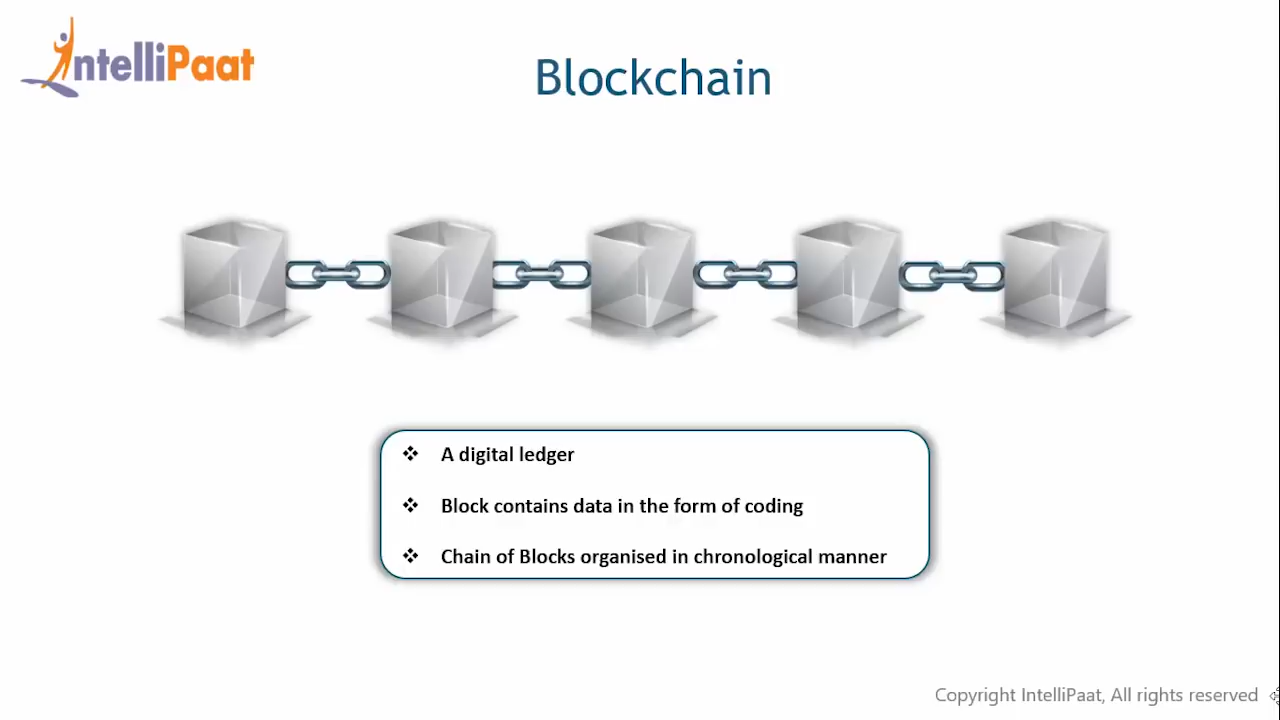 IntelliPaat
Blockchain
❖ A digital ledger
❖ Block contains data in the form of coding
❖ Chain of Blocks organised in chronological manner
Copyright IntelliPaat, All rights reserved